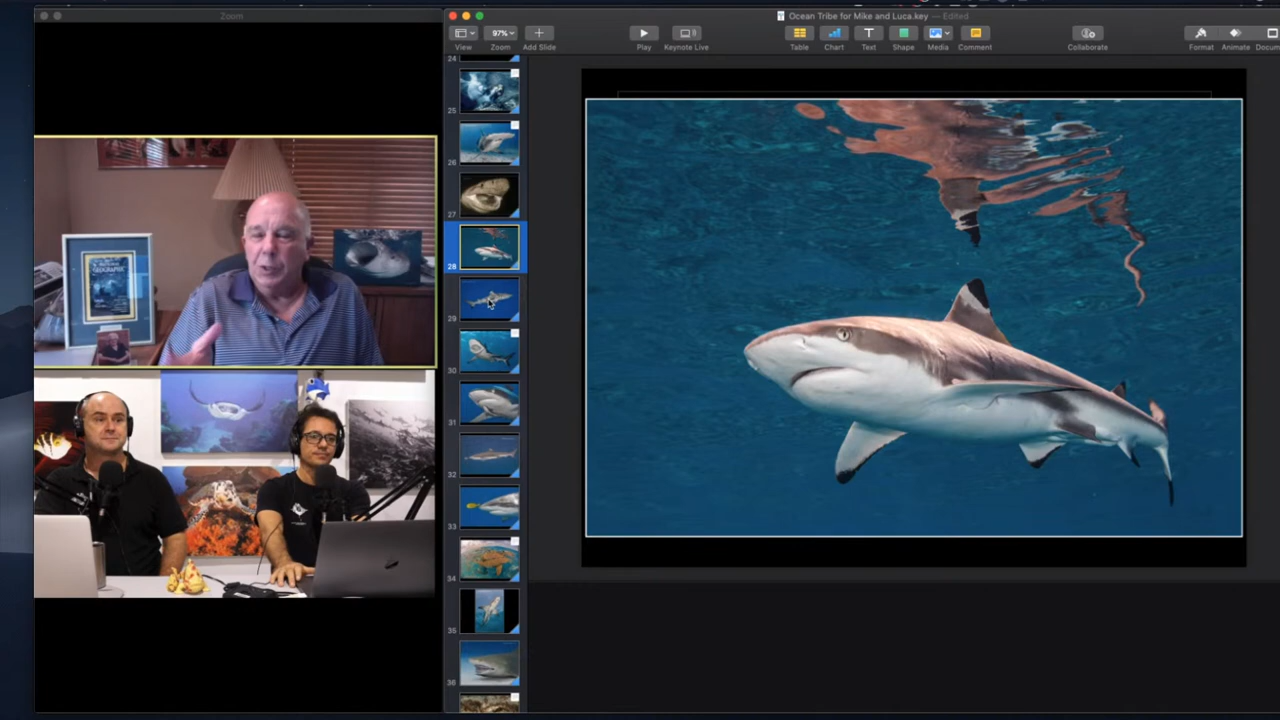 Zoom
Ocean Tribe for Mike and Luca.key — Edited
97%
View
Zoom
Add Slide
Play
Keynote Live
Table
Chart
Text
Shape
Media
Comment
Collaborate
Format
Animate
Docum
24
25
26
27
28
29
30
31
32
33
34
35
36
GEOGRAPHIC